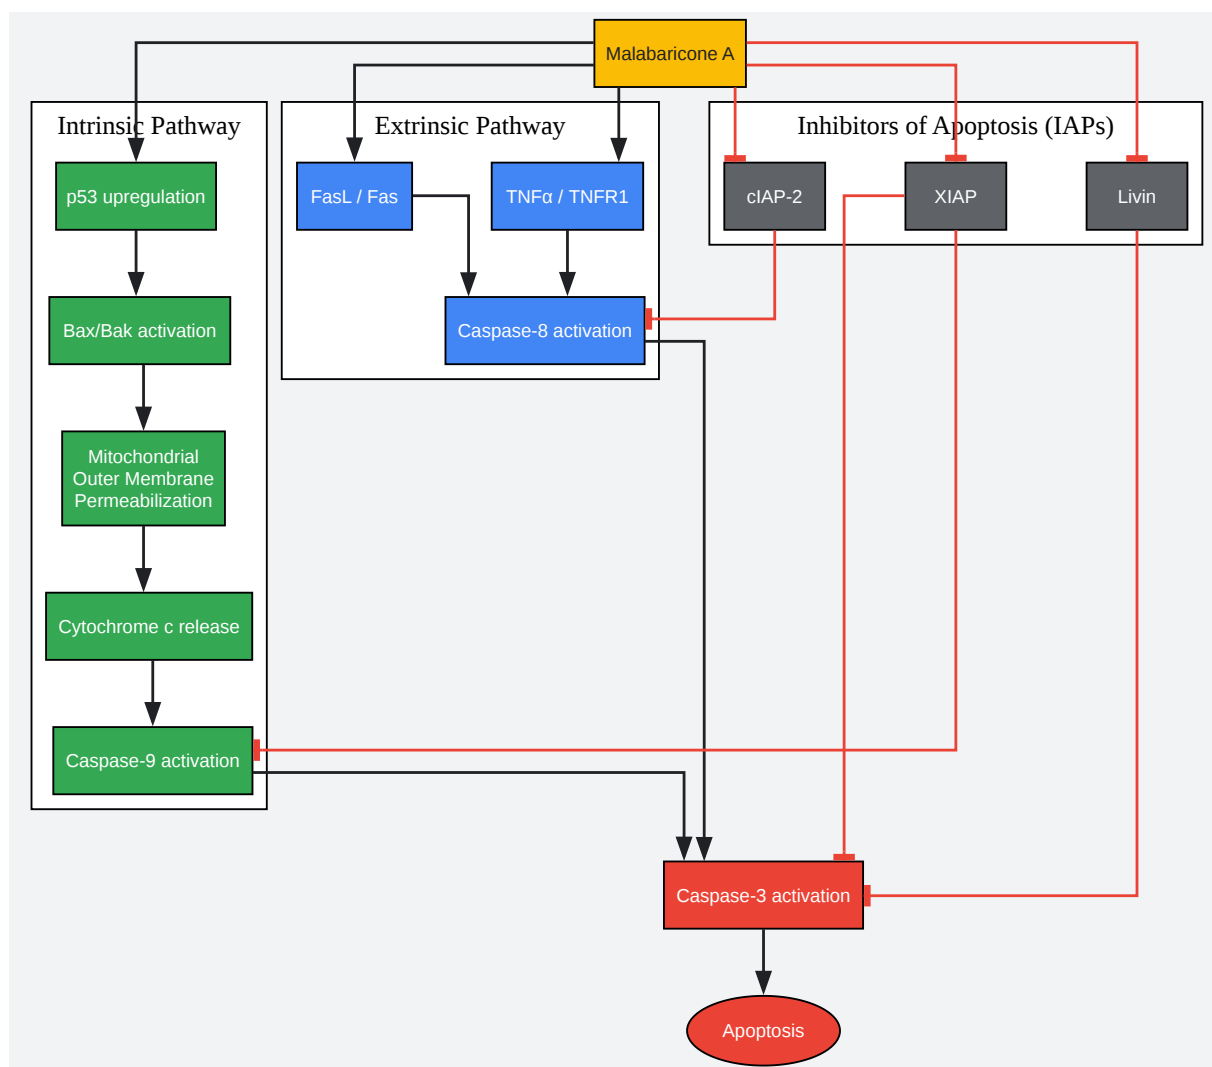 Malabaricone A
Intrinsic Pathway
Extrinsic Pathway
Inhibitors of Apoptosis (IAPs)
p53 upregulation
FasL / Fas
TNFα / TNFR1
cIAP-2
XIAP
Livin
Bax/Bak activation
Caspase-8 activation
Mitochondrial
Outer Membrane
Permeabilization
Cytochrome c release
Caspase-9 activation
Caspase-3 activation
Apoptosis